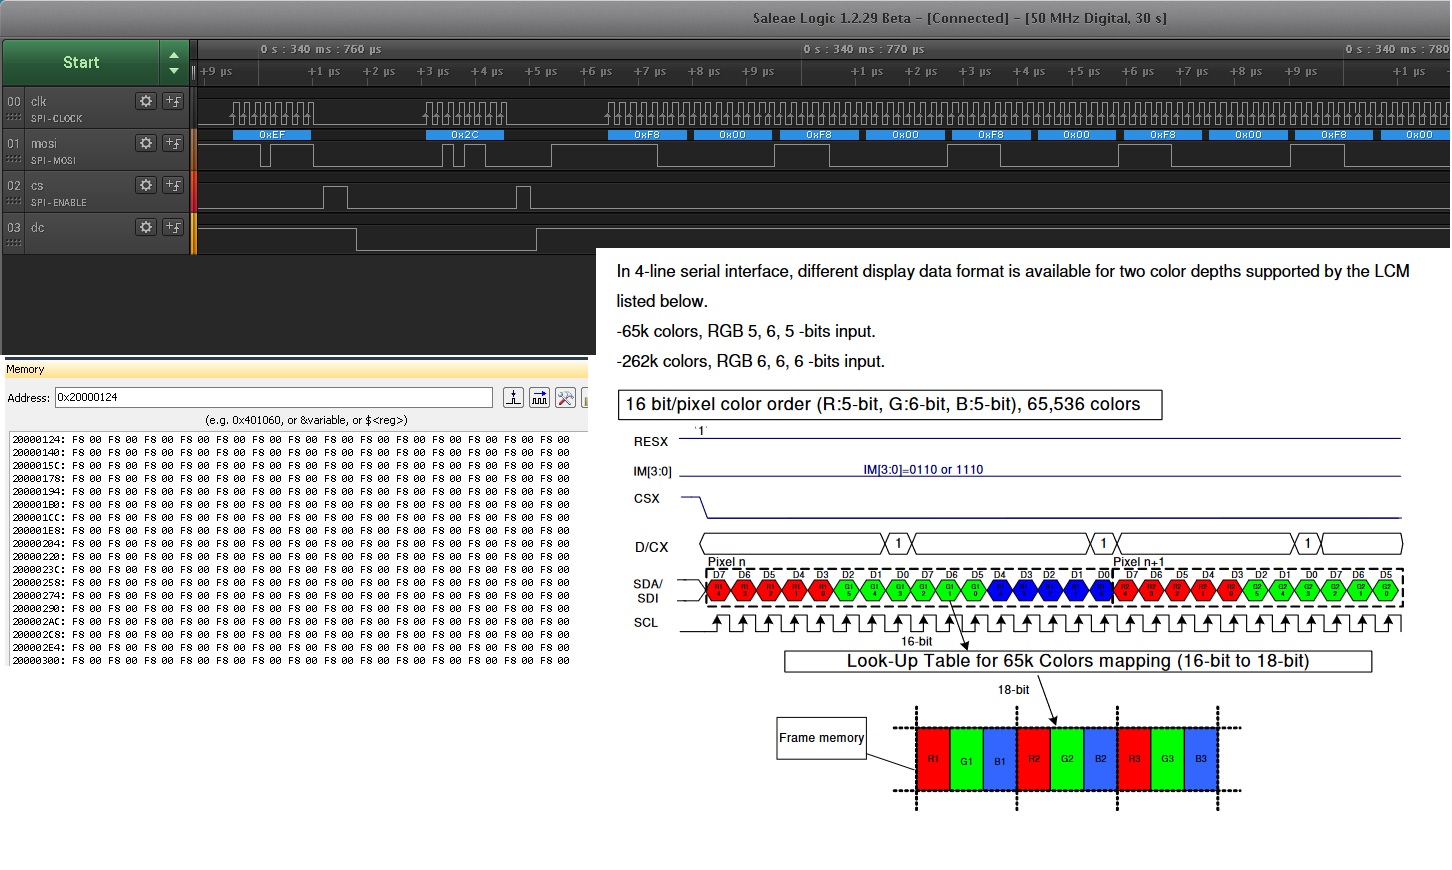 Saleae Logic 1.2.29 Beta – [Connected] – [50 MHz Digital, 30 s]
Start
0 s : 340 ms : 760 µs
0 s : 340 ms : 770 µs
0 s : 340 ms : 780
+9 µs +1 µs +2 µs +3 µs +4 µs +5 µs +6 µs +7 µs +8 µs +9 µs +1 µs +2 µs +3 µs +4 µs +5 µs +6 µs +7 µs +8 µs +9 µs +1 µs
00 clk
SPI - CLOCK
0xEF 0x2C 0xF8 0x00 0xF8 0x00 0xF8 0x00 0xF8 0x00 0xF8 0x00
01 mosi
SPI - MOSI
02 cs
SPI - ENABLE
03 dc
Memory
Address: 0x20000124
(e.g. 0x401060, or &variable, or $<reg>)
20000124: F8 00 F8 00 F8 00 F8 00 F8 00 F8 00 F8 00 F8 00 F8 00 F8 00 F8 00 F8 00 F8 00 F8 00
20000140: F8 00 F8 00 F8 00 F8 00 F8 00 F8 00 F8 00 F8 00 F8 00 F8 00 F8 00 F8 00 F8 00 F8 00
2000015C: F8 00 F8 00 F8 00 F8 00 F8 00 F8 00 F8 00 F8 00 F8 00 F8 00 F8 00 F8 00 F8 00 F8 00
20000178: F8 00 F8 00 F8 00 F8 00 F8 00 F8 00 F8 00 F8 00 F8 00 F8 00 F8 00 F8 00 F8 00 F8 00
20000194: F8 00 F8 00 F8 00 F8 00 F8 00 F8 00 F8 00 F8 00 F8 00 F8 00 F8 00 F8 00 F8 00 F8 00
200001B0: F8 00 F8 00 F8 00 F8 00 F8 00 F8 00 F8 00 F8 00 F8 00 F8 00 F8 00 F8 00 F8 00 F8 00
200001CC: F8 00 F8 00 F8 00 F8 00 F8 00 F8 00 F8 00 F8 00 F8 00 F8 00 F8 00 F8 00 F8 00 F8 00
200001E8: F8 00 F8 00 F8 00 F8 00 F8 00 F8 00 F8 00 F8 00 F8 00 F8 00 F8 00 F8 00 F8 00 F8 00
20000204: F8 00 F8 00 F8 00 F8 00 F8 00 F8 00 F8 00 F8 00 F8 00 F8 00 F8 00 F8 00 F8 00 F8 00
20000220: F8 00 F8 00 F8 00 F8 00 F8 00 F8 00 F8 00 F8 00 F8 00 F8 00 F8 00 F8 00 F8 00 F8 00
2000023C: F8 00 F8 00 F8 00 F8 00 F8 00 F8 00 F8 00 F8 00 F8 00 F8 00 F8 00 F8 00 F8 00 F8 00
20000258: F8 00 F8 00 F8 00 F8 00 F8 00 F8 00 F8 00 F8 00 F8 00 F8 00 F8 00 F8 00 F8 00 F8 00
20000274: F8 00 F8 00 F8 00 F8 00 F8 00 F8 00 F8 00 F8 00 F8 00 F8 00 F8 00 F8 00 F8 00 F8 00
20000290: F8 00 F8 00 F8 00 F8 00 F8 00 F8 00 F8 00 F8 00 F8 00 F8 00 F8 00 F8 00 F8 00 F8 00
200002AC: F8 00 F8 00 F8 00 F8 00 F8 00 F8 00 F8 00 F8 00 F8 00 F8 00 F8 00 F8 00 F8 00 F8 00
200002C8: F8 00 F8 00 F8 00 F8 00 F8 00 F8 00 F8 00 F8 00 F8 00 F8 00 F8 00 F8 00 F8 00 F8 00
200002E4: F8 00 F8 00 F8 00 F8 00 F8 00 F8 00 F8 00 F8 00 F8 00 F8 00 F8 00 F8 00 F8 00 F8 00
20000300: F8 00 F8 00 F8 00 F8 00 F8 00 F8 00 F8 00 F8 00 F8 00 F8 00 F8 00 F8 00 F8 00 F8 00
In 4-line serial interface, different display data format is available for two color depths supported by the LCM
listed below.
-65k colors, RGB 5, 6, 5 -bits input.
-262k colors, RGB 6, 6, 6 -bits input.
16 bit/pixel color order (R:5-bit, G:6-bit, B:5-bit), 65,536 colors
RESX '1'
IM[3:0] IM[3:0]=0110 or 1110
CSX
D/CX 1 1 1
Pixel n Pixel n+1
D7 D6 D5 D4 D3 D2 D1 D0 D7 D6 D5 D4 D3 D2 D1 D0 D7 D6 D5 D4 D3 D2 D1 D0 D7 D6 D5
SDA/
SDI
SCL
16-bit
Look-Up Table for 65k Colors mapping (16-bit to 18-bit)
18-bit
Frame memory
R1 G1 B1 R2 G2 B2 R3 G3 B3